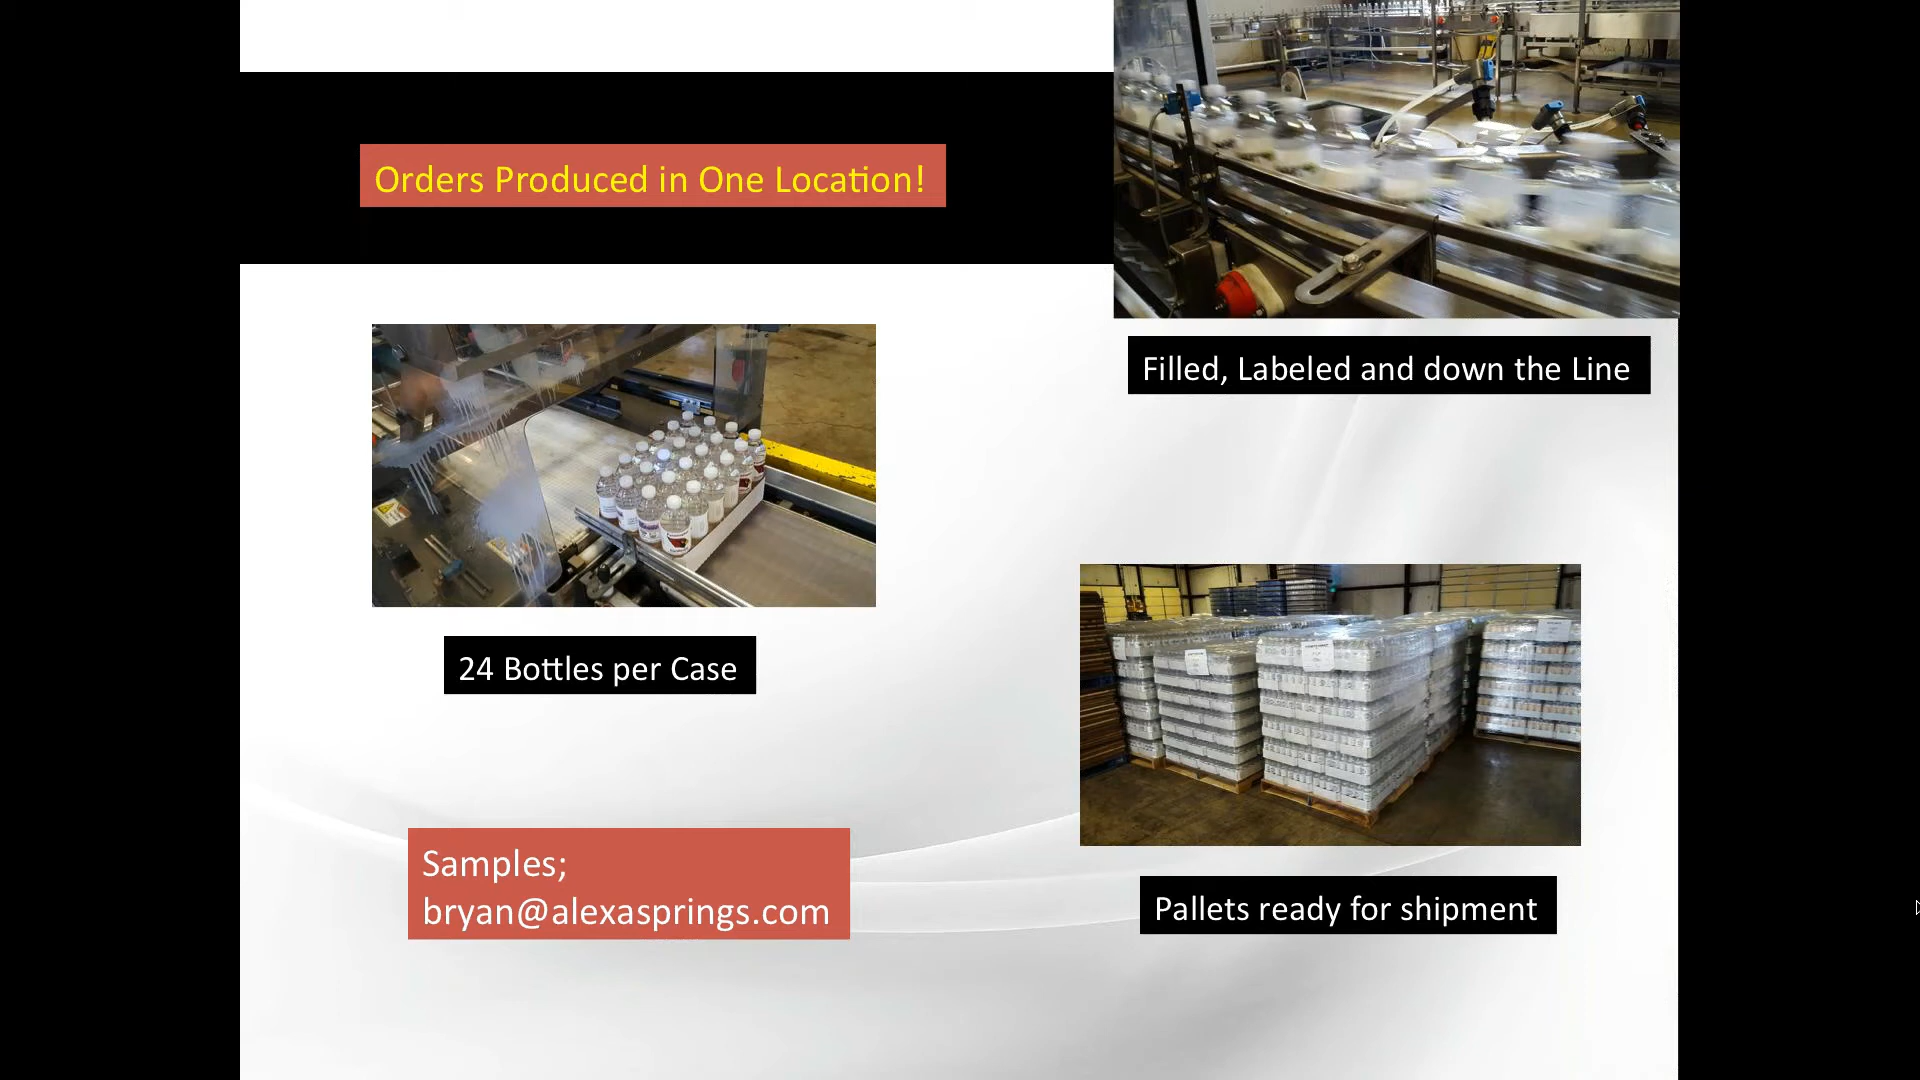 Orders Produced in One Location!
Filled, Labeled and down the Line
24 Bottles per Case
Samples;
bryan@alexasprings.com
Pallets ready for shipment